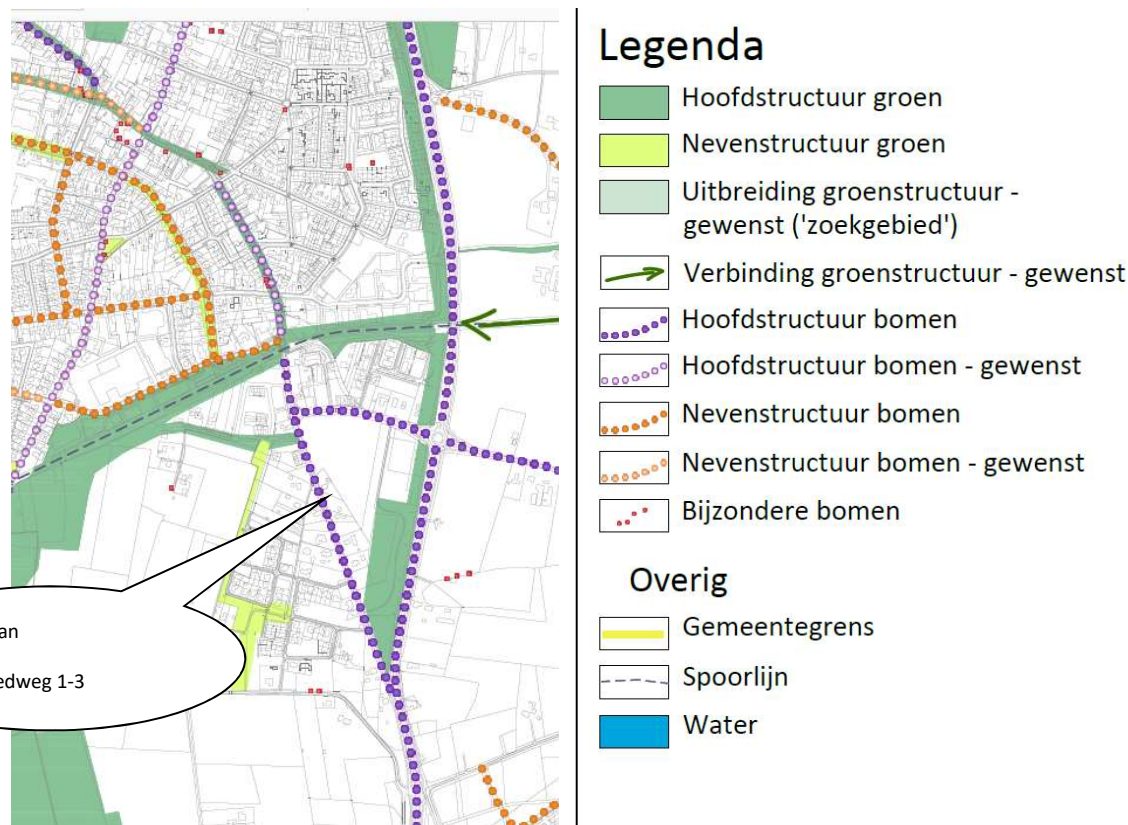 an
edweg 1-3
Legenda
Hoofdstructuur groen
Nevenstructuur groen
Uitbreiding groenstructuur -
gewenst ('zoekgebied')
Verbinding groenstructuur - gewenst
Hoofdstructuur bomen
Hoofdstructuur bomen - gewenst
Nevenstructuur bomen
Nevenstructuur bomen - gewenst
Bijzondere bomen
Overig
Gemeentegrens
Spoorlijn
Water